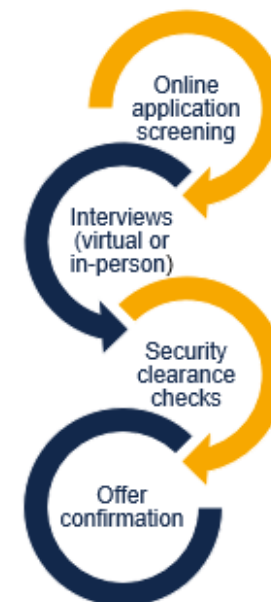 Online
application
screening
Interviews
(virtual or
in-person)
Security
clearance
checks
Offer
confirmation